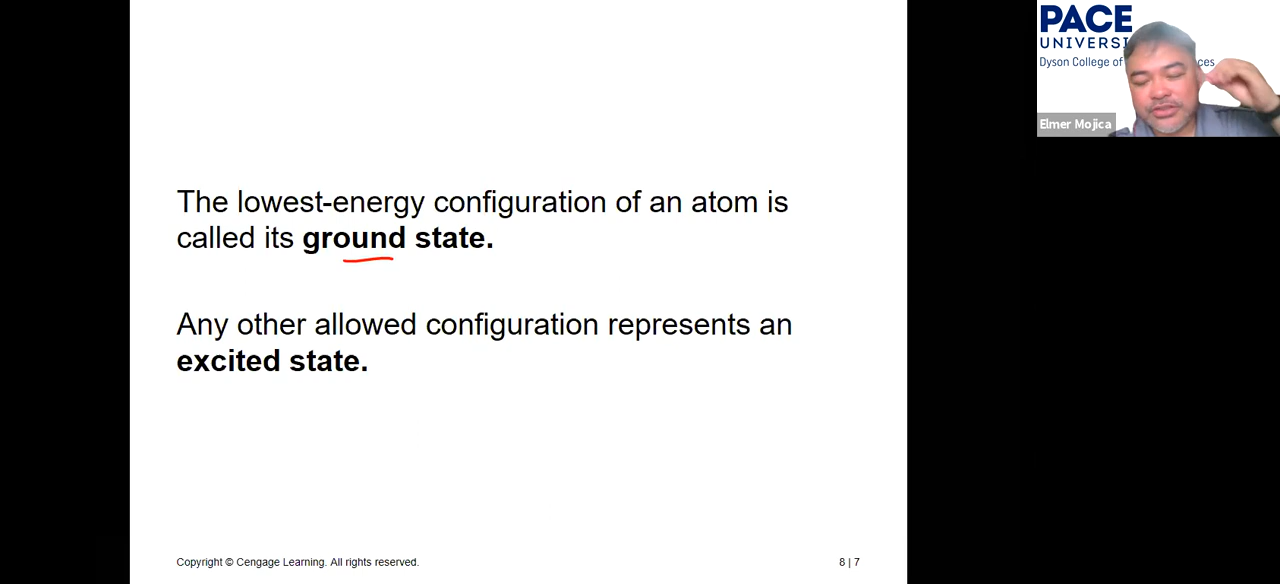 PACE
UNIVERSI
Dyson College of ces
Elmer Mojica
The lowest-energy configuration of an atom is
called its ground state.
Any other allowed configuration represents an
excited state.
Copyright © Cengage Learning. All rights reserved.
8 | 7